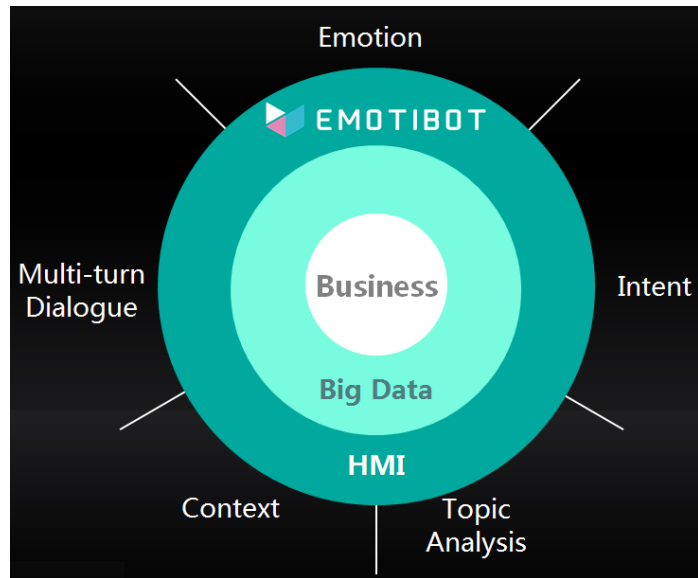 Emotion
EMOTIBOT
Multi-turn
Dialogue
Business
Intent
Big Data
HMI
Context
Topic
Analysis